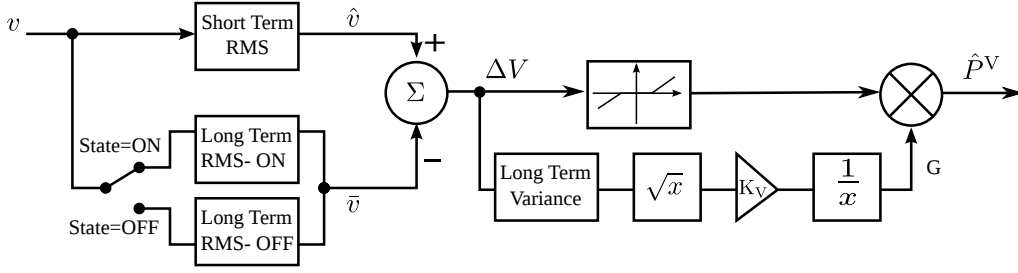 v
Short Term
RMS
v̂
+
Σ
ΔV
P̂ᵛ
State=ON
Long Term
RMS- ON
−
State=OFF
Long Term
RMS- OFF
v̄
Long Term
Variance
√x
K_V
1
x
G